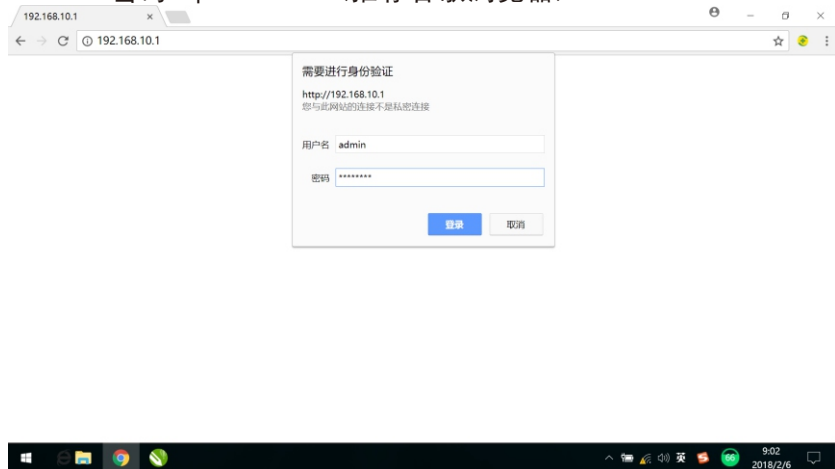 192.168.10.1
192.168.10.1
需要进行身份验证
http://192.168.10.1
您与此网站的连接不是私密连接
用户名 admin
密码 ********
登录 取消
英
66
9:02
2018/2/6